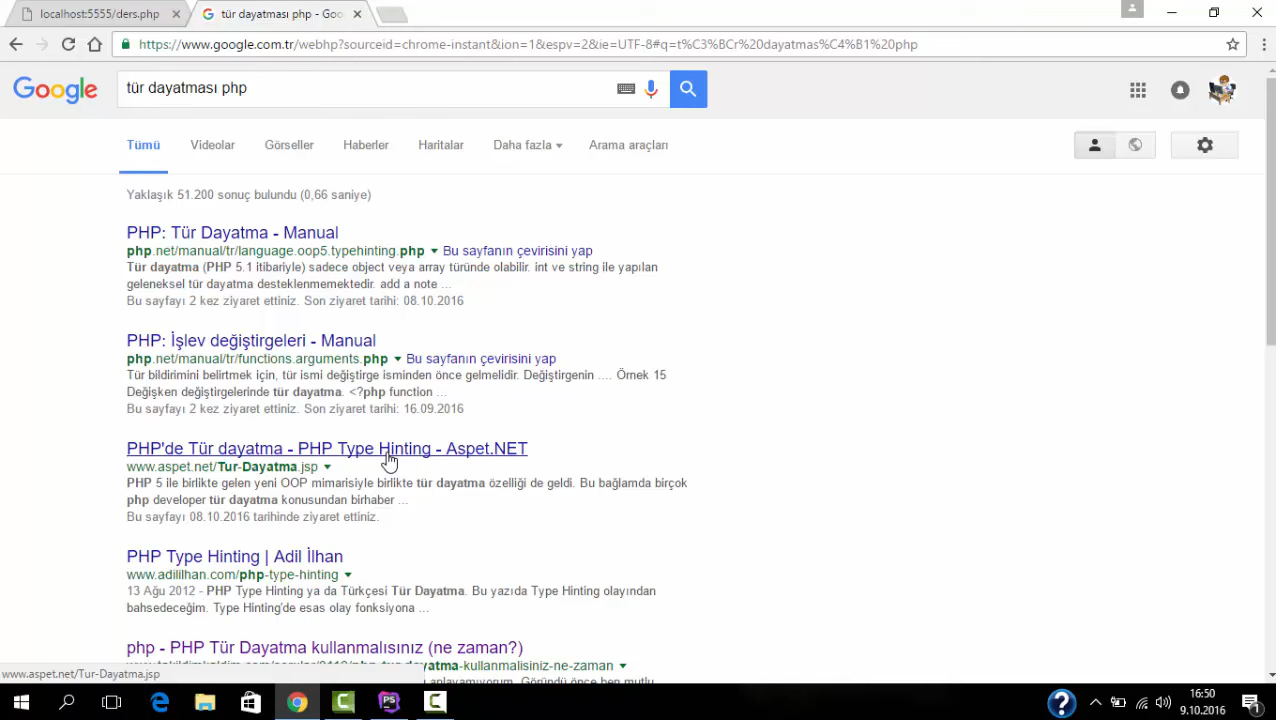 localhost:5555/ders.php
tür dayatması php - Goo
https://www.google.com.tr/webhp?sourceid=chrome-instant&ion=1&espv=2&ie=UTF-8#q=t%C3%BCr%20dayatmas%C4%B1%20php
Google
tür dayatması php
Tümü Videolar Görseller Haberler Haritalar Daha fazla Arama araçları
Yaklaşık 51.200 sonuç bulundu (0,66 saniye)
PHP: Tür Dayatma - Manual
php.net/manual/tr/language.oop5.typehinting.php Bu sayfanın çevirisini yap
Tür dayatma (PHP 5.1 itibariyle) sadece object veya array türünde olabilir. int ve string ile yapılan
geleneksel tür dayatma desteklenmemektedir. add a note ...
Bu sayfayı 2 kez ziyaret ettiniz. Son ziyaret tarihi: 08.10.2016
PHP: İşlev değiştirgeleri - Manual
php.net/manual/tr/functions.arguments.php Bu sayfanın çevirisini yap
Tür bildirimini belirtmek için, tür ismi değiştirge isminden önce gelmelidir. Değiştirgenin .... Örnek 15
Değişken değiştirgelerinde tür dayatma. <?php function ...
Bu sayfayı 2 kez ziyaret ettiniz. Son ziyaret tarihi: 16.09.2016
PHP'de Tür dayatma - PHP Type Hinting - Aspet.NET
www.aspet.net/Tur-Dayatma.jsp
PHP 5 ile birlikte gelen yeni OOP mimarisiyle birlikte tür dayatma özelliği de geldi. Bu bağlamda birçok
php developer tür dayatma konusundan birhaber ...
Bu sayfayı 08.10.2016 tarihinde ziyaret ettiniz.
PHP Type Hinting | Adil İlhan
www.adililhan.com/php-type-hinting
13 Ağu 2012 - PHP Type Hinting ya da Türkçesi Tür Dayatma. Bu yazıda Type Hinting olayından
bahsedeceğim. Type Hinting'de esas olay fonksiyona ...
php - PHP Tür Dayatma kullanmalısınız (ne zaman?)
dayatma-kullanmalisiniz-ne-zaman
anlayamıyorum. Göründü önce ben mutlu
www.aspet.net/Tur-Dayatma.jsp
16:50
9.10.2016